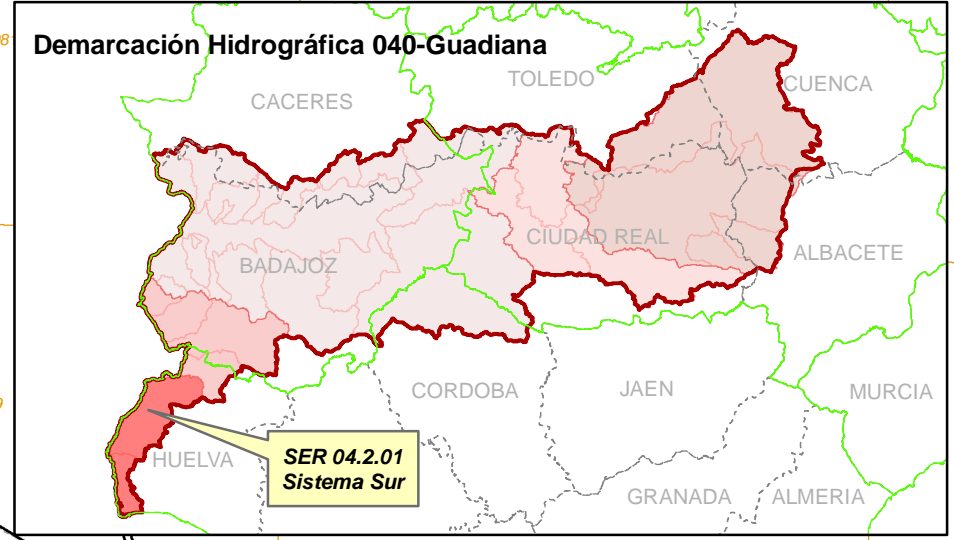 Demarcación Hidrográfica 040-Guadiana
TOLEDO
CUENCA
CACERES
CIUDAD REAL
ALBACETE
BADAJOZ
CORDOBA
JAEN
MURCIA
HUELVA
SER 04.2.01
Sistema Sur
GRANADA
ALMERIA